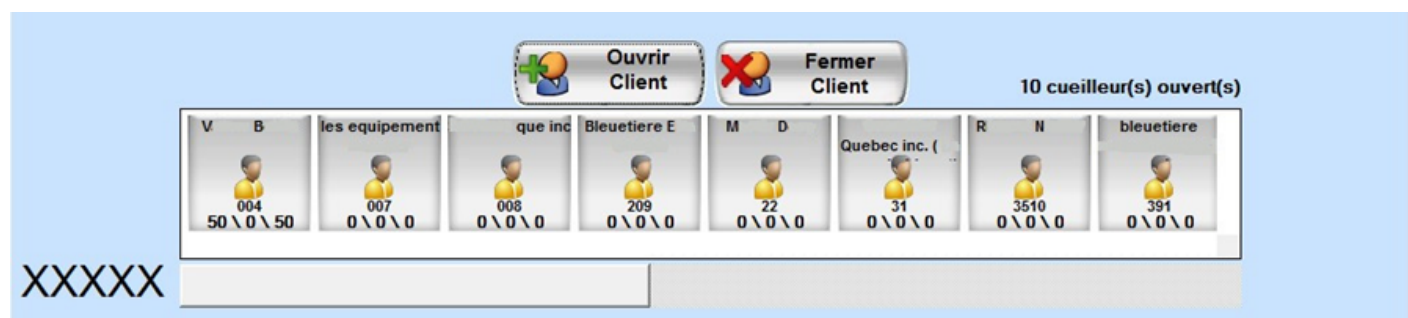 Ouvrir
Client
Fermer
Client
10 cueilleur(s) ouvert(s)
V B
004
50 \ 0 \ 50
les equipement
007
0 \ 0 \ 0
que inc
008
0 \ 0 \ 0
Bleuetiere E
209
0 \ 0 \ 0
M D
22
0 \ 0 \ 0
Quebec inc. (
31
0 \ 0 \ 0
R N
3510
0 \ 0 \ 0
bleuetiere
391
0 \ 0 \ 0
XXXXX